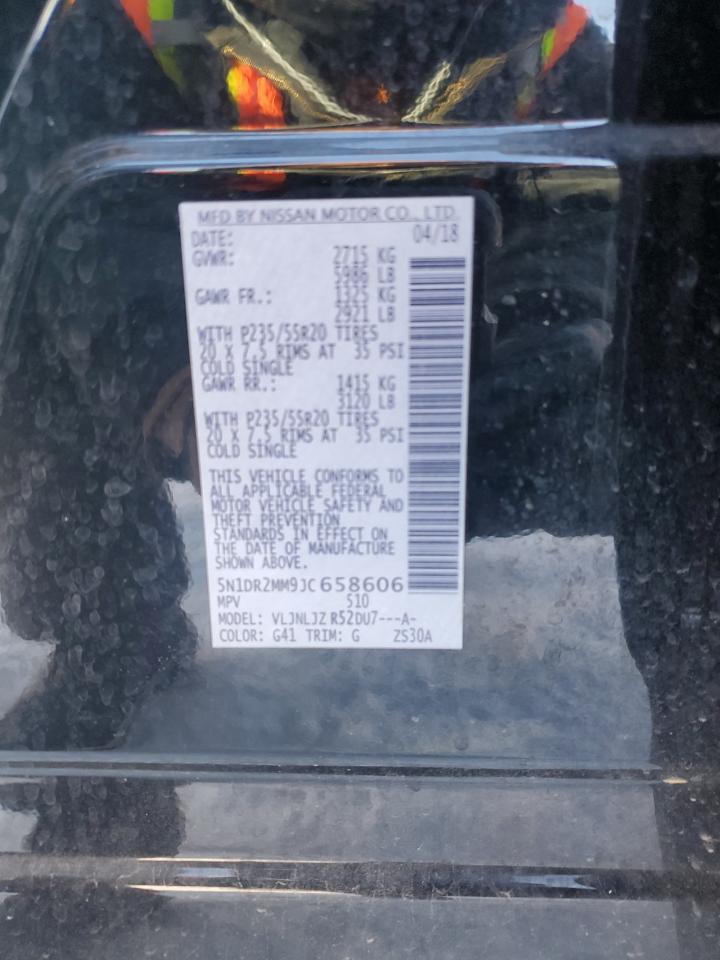 MFD BY NISSAN MOTOR CO., LTD.
DATE: 04/18
GVWR: 2715 KG
5986 LB
GAWR FR.: 1325 KG
2921 LB
WITH P235/55R20 TIRES
20 X 7.5 RIMS AT 35 PSI
COLD SINGLE
GAWR RR.: 1415 KG
3120 LB
WITH P235/55R20 TIRES
20 X 7.5 RIMS AT 35 PSI
COLD SINGLE
THIS VEHICLE CONFORMS TO
ALL APPLICABLE FEDERAL
MOTOR VEHICLE SAFETY AND
THEFT PREVENTION
STANDARDS IN EFFECT ON
THE DATE OF MANUFACTURE
SHOWN ABOVE.
5N1DR2MM9JC658606
MPV 510
MODEL: VLJNLJZ R52DU7---A-
COLOR: G41 TRIM: G ZS30A